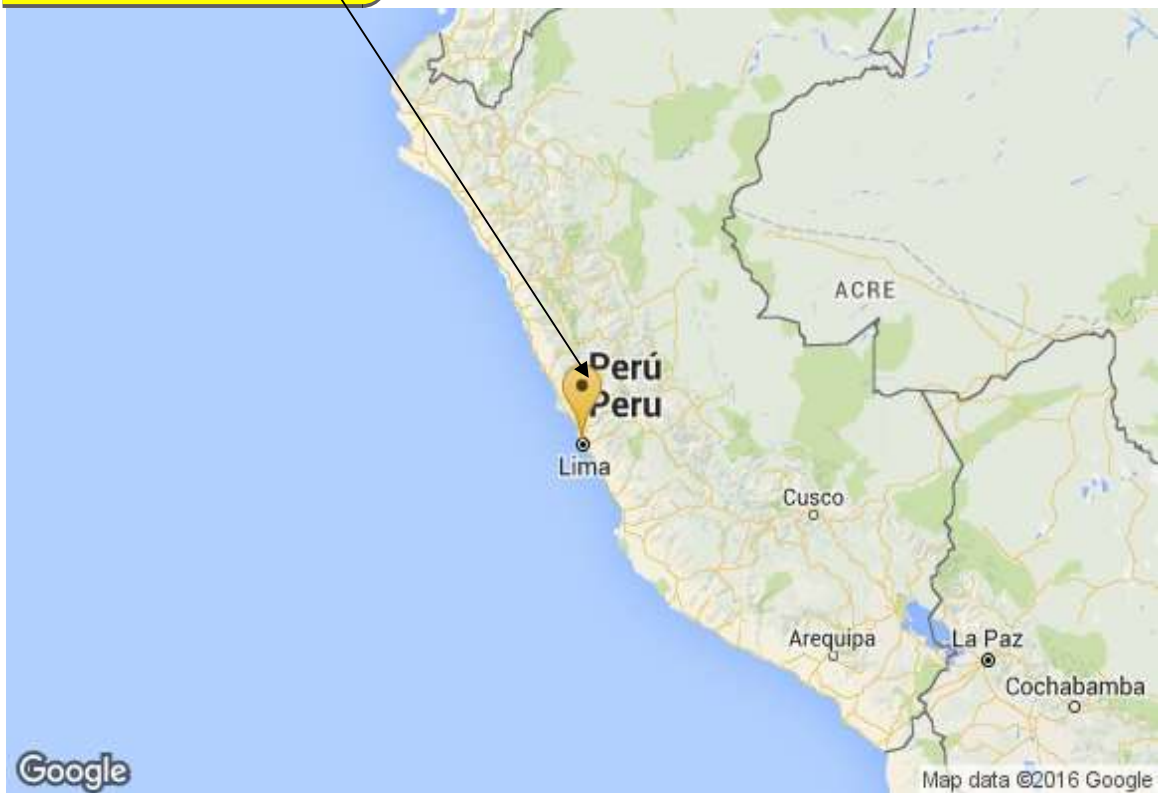 ACRE
Perú
Peru
Lima
Cusco
Arequipa
La Paz
Cochabamba
Google
Map data ©2016 Google